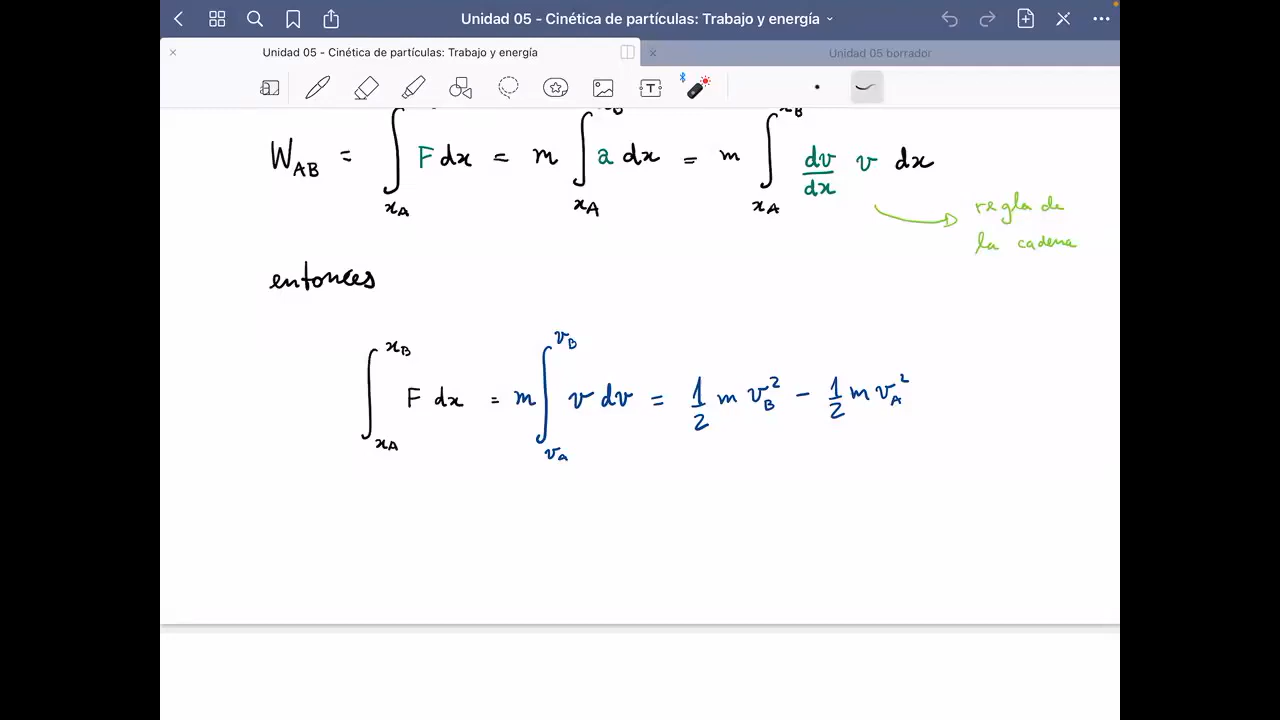 Unidad 05 - Cinética de partículas: Trabajo y energía
Unidad 05 - Cinética de partículas: Trabajo y energía
Unidad 05 borrador
W_AB = ∫_{x_A} F dx = m ∫_{x_A}^{x_B} a dx = m ∫_{x_A}^{x_B} dv/dx v dx
regla de
la cadena
entonces
∫_{x_A}^{x_B} F dx = m ∫_{v_A}^{v_B} v dv = 1/2 m v_B^2 - 1/2 m v_A^2